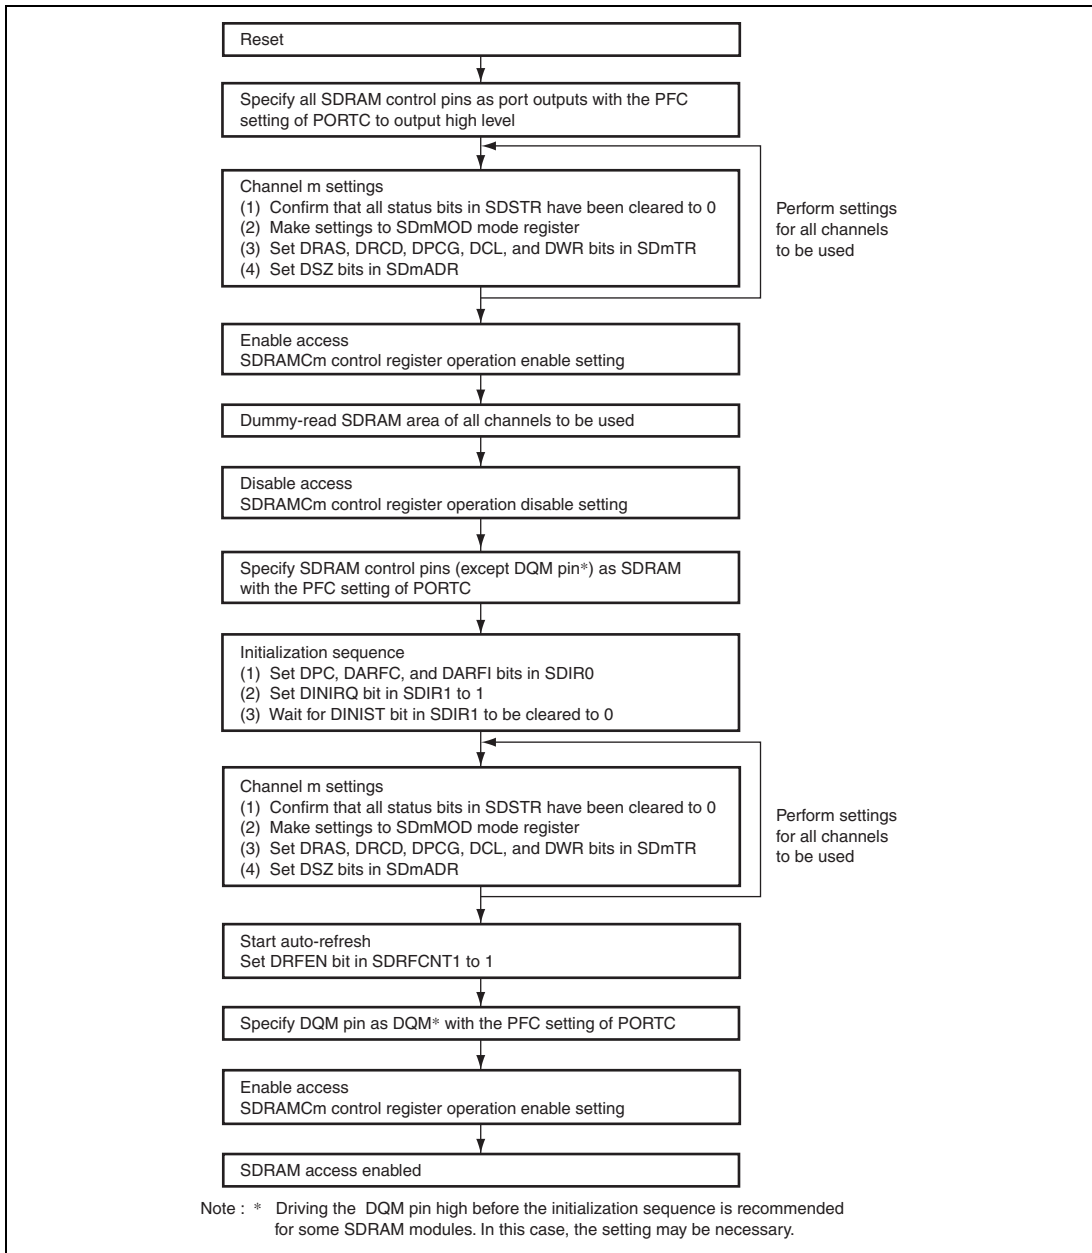 Reset
Specify all SDRAM control pins as port outputs with the PFC
setting of PORTC to output high level
Channel m settings
(1) Confirm that all status bits in SDSTR have been cleared to 0
(2) Make settings to SDmMOD mode register
(3) Set DRAS, DRCD, DPCG, DCL, and DWR bits in SDmTR
(4) Set DSZ bits in SDmADR
Perform settings
for all channels
to be used
Enable access
SDRAMCm control register operation enable setting
Dummy-read SDRAM area of all channels to be used
Disable access
SDRAMCm control register operation disable setting
Specify SDRAM control pins (except DQM pin*) as SDRAM
with the PFC setting of PORTC
Initialization sequence
(1) Set DPC, DARFC, and DARFI bits in SDIR0
(2) Set DINIRQ bit in SDIR1 to 1
(3) Wait for DINIST bit in SDIR1 to be cleared to 0
Channel m settings
(1) Confirm that all status bits in SDSTR have been cleared to 0
(2) Make settings to SDmMOD mode register
(3) Set DRAS, DRCD, DPCG, DCL, and DWR bits in SDmTR
(4) Set DSZ bits in SDmADR
Perform settings
for all channels
to be used
Start auto-refresh
Set DRFEN bit in SDRFCNT1 to 1
Specify DQM pin as DQM* with the PFC setting of PORTC
Enable access
SDRAMCm control register operation enable setting
SDRAM access enabled
Note : * Driving the DQM pin high before the initialization sequence is recommended
for some SDRAM modules. In this case, the setting may be necessary.